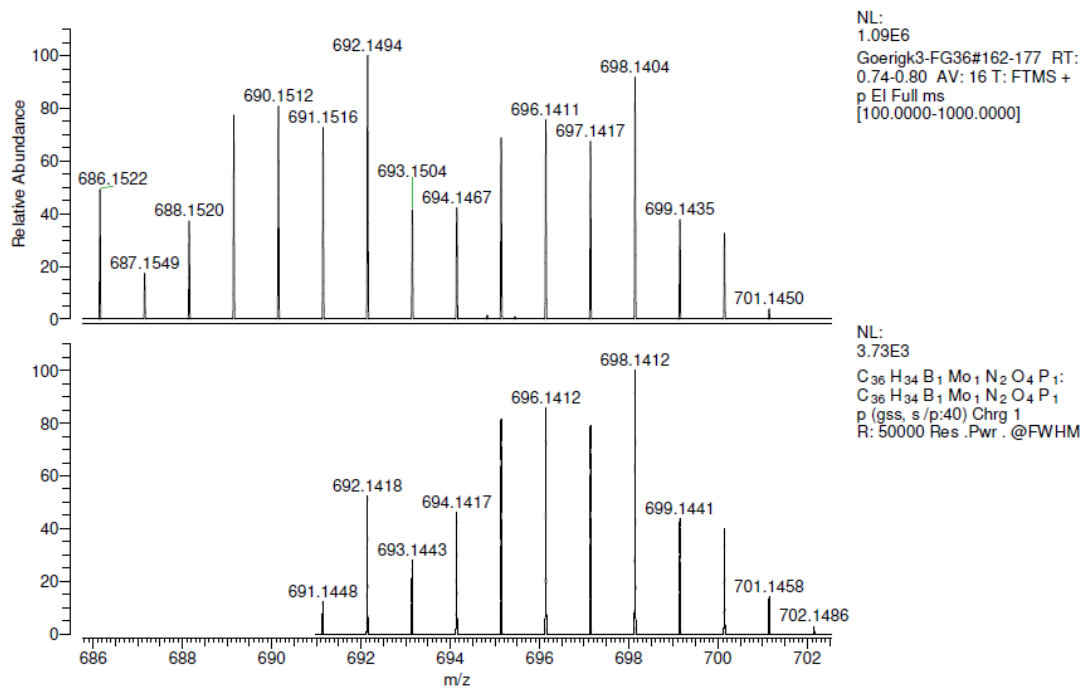 NL:
1.09E6
Goerigk3-FG36#162-177 RT:
0.74-0.80 AV: 16 T: FTMS +
p EI Full ms
[100.0000-1000.0000]
692.1494
698.1404
690.1512
696.1411
691.1516
697.1417
693.1504
686.1522
694.1467
688.1520
699.1435
687.1549
701.1450
100
80
60
40
20
0
Relative Abundance
NL:
3.73E3
C36 H34 B1 Mo1 N2 O4 P1:
C36 H34 B1 Mo1 N2 O4 P1
p (gss, s /p:40) Chrg 1
R: 50000 Res .Pwr . @FWHM
698.1412
696.1412
692.1418
694.1417
699.1441
693.1443
691.1448
701.1458
702.1486
100
80
60
40
20
0
686 688 690 692 694 696 698 700 702
m/z